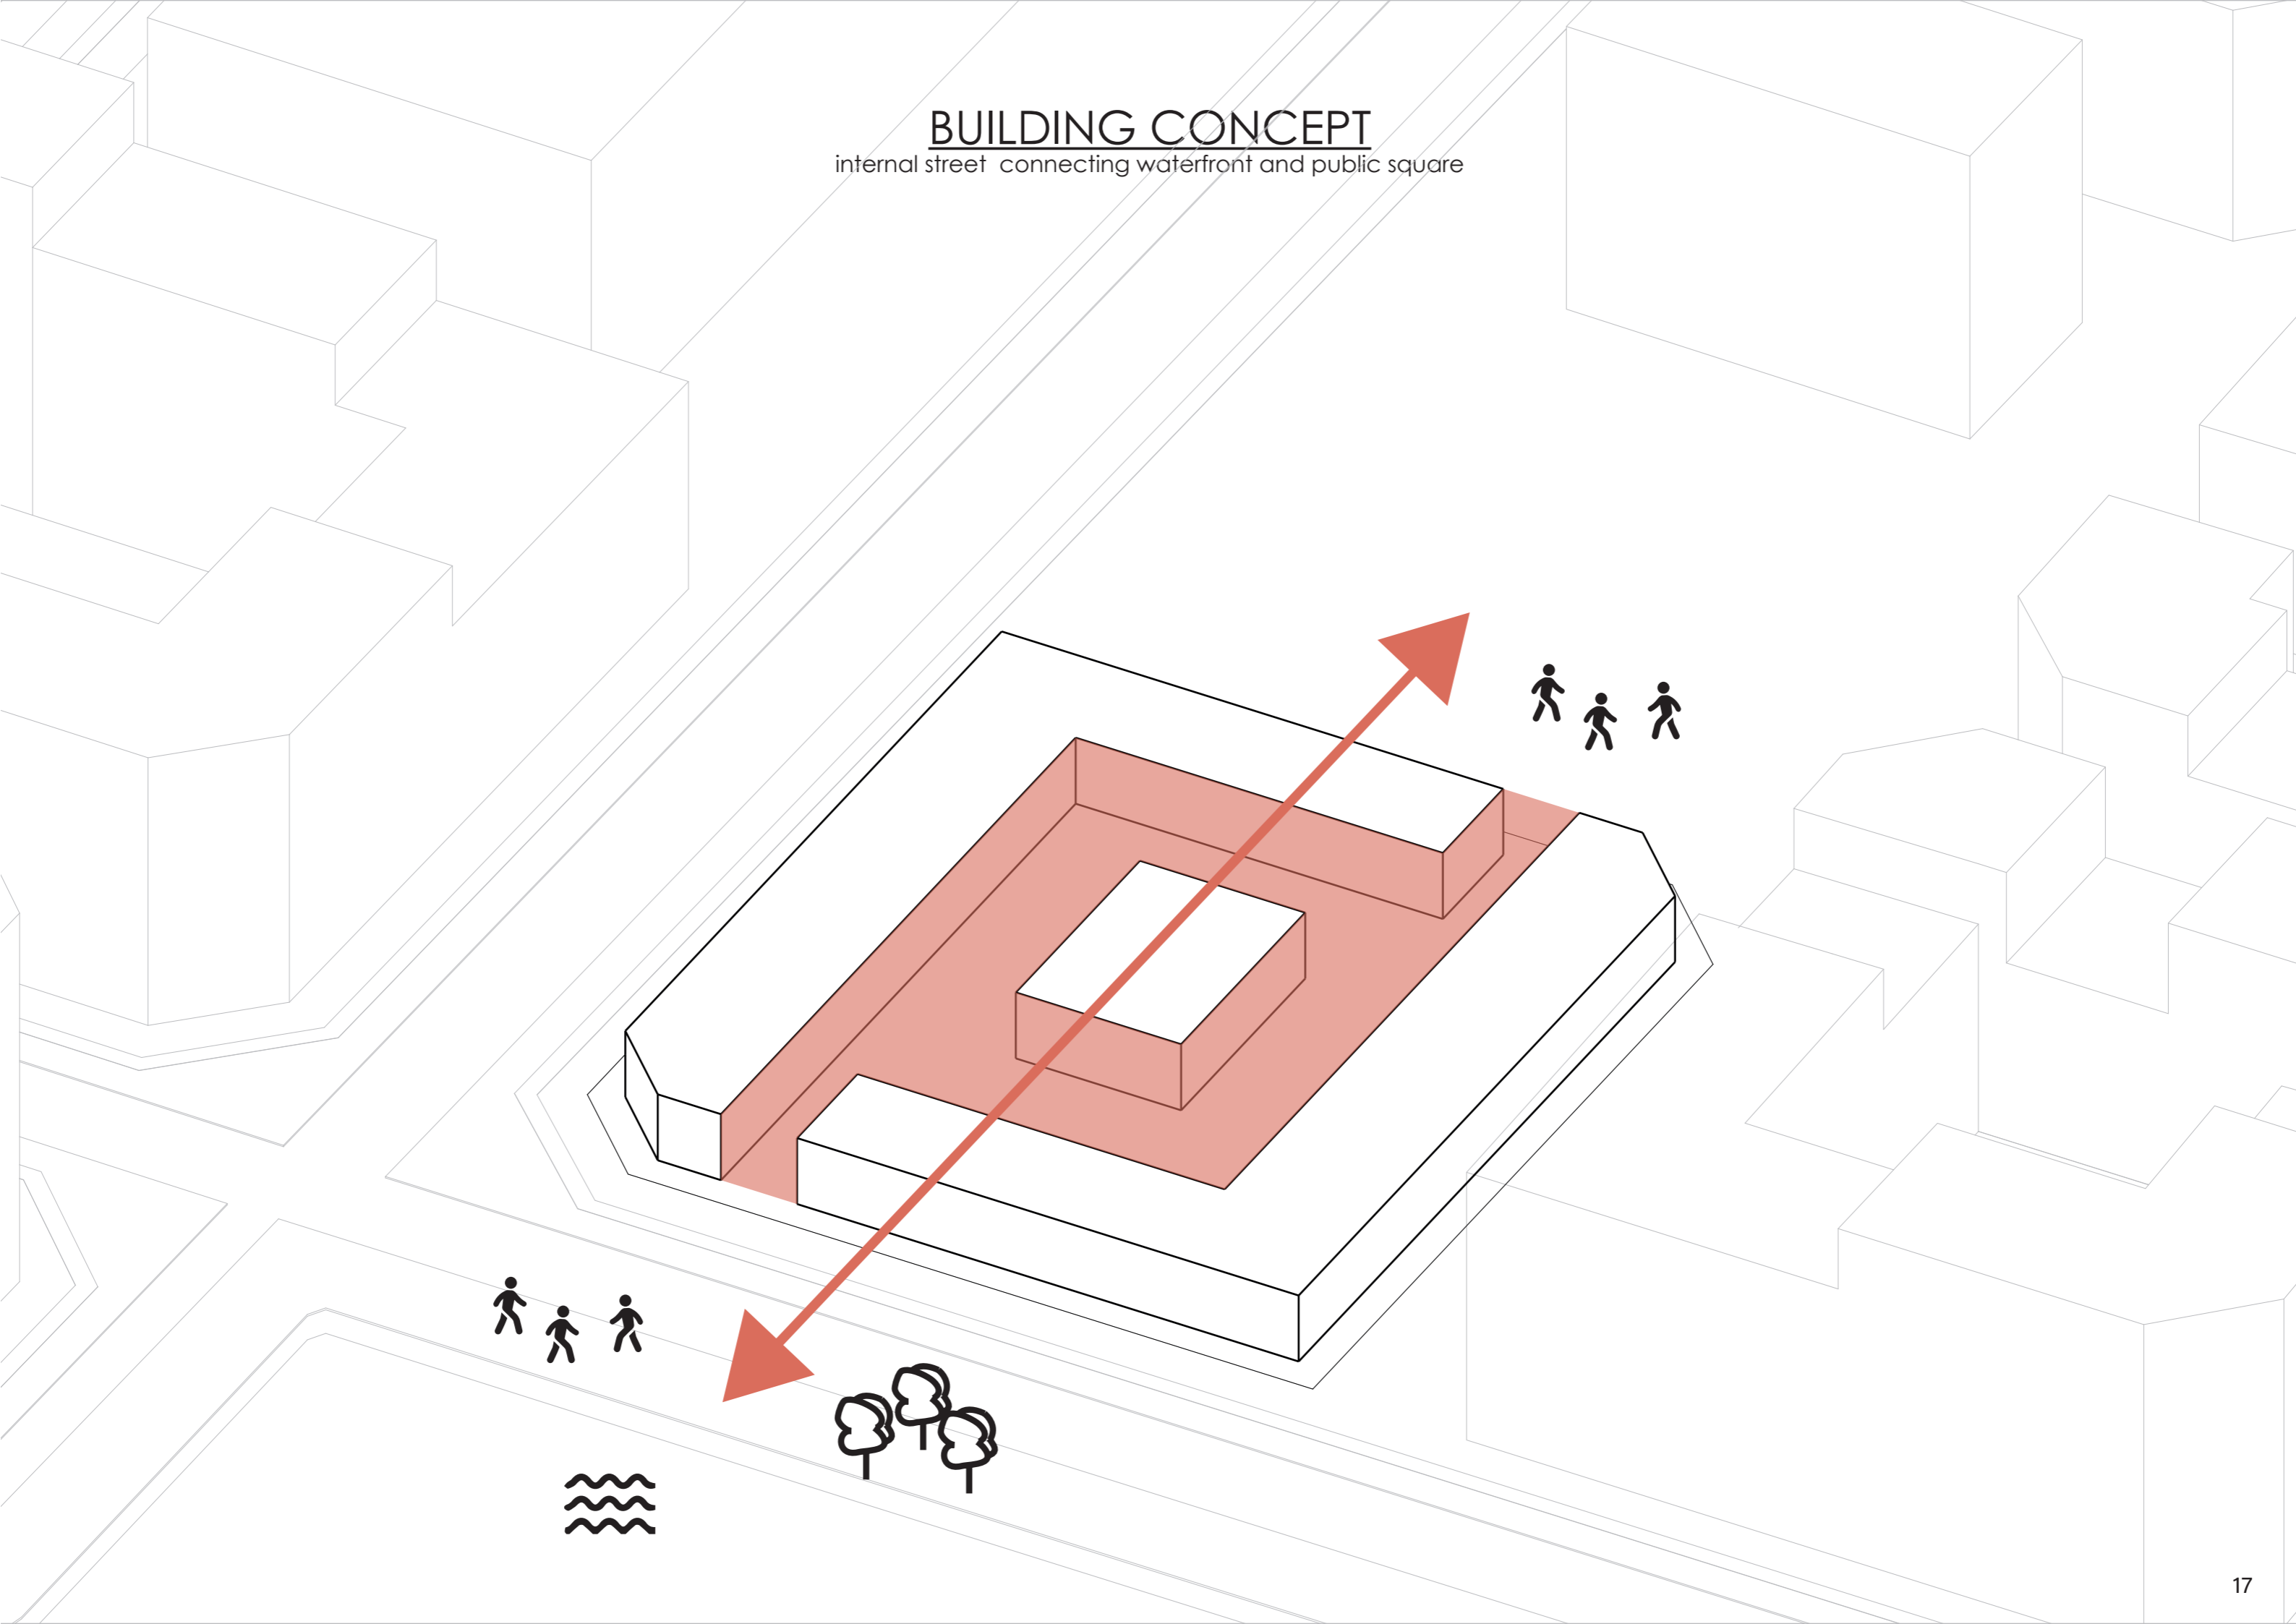 BUILDING CONCEPT
internal street connecting waterfront and public square
17